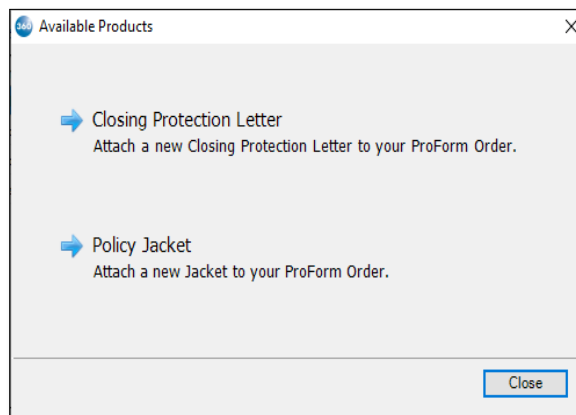 360 Available Products
Closing Protection Letter
Attach a new Closing Protection Letter to your ProForm Order.
Policy Jacket
Attach a new Jacket to your ProForm Order.
Close